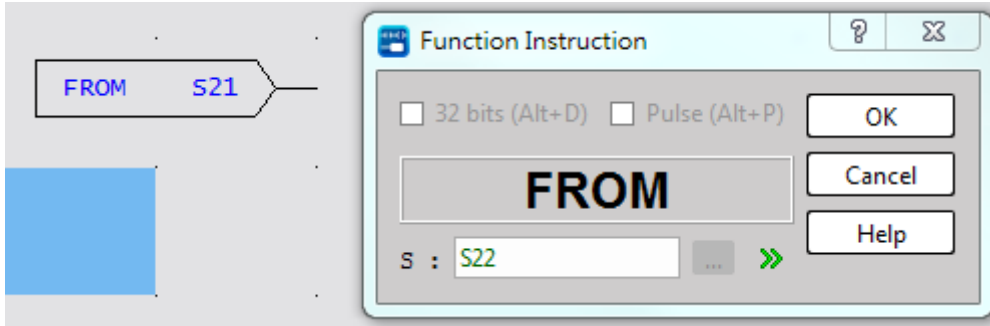 FROM S21
Function Instruction
32 bits (Alt+D) Pulse (Alt+P)
OK
FROM
Cancel
Help
S : S22 ...